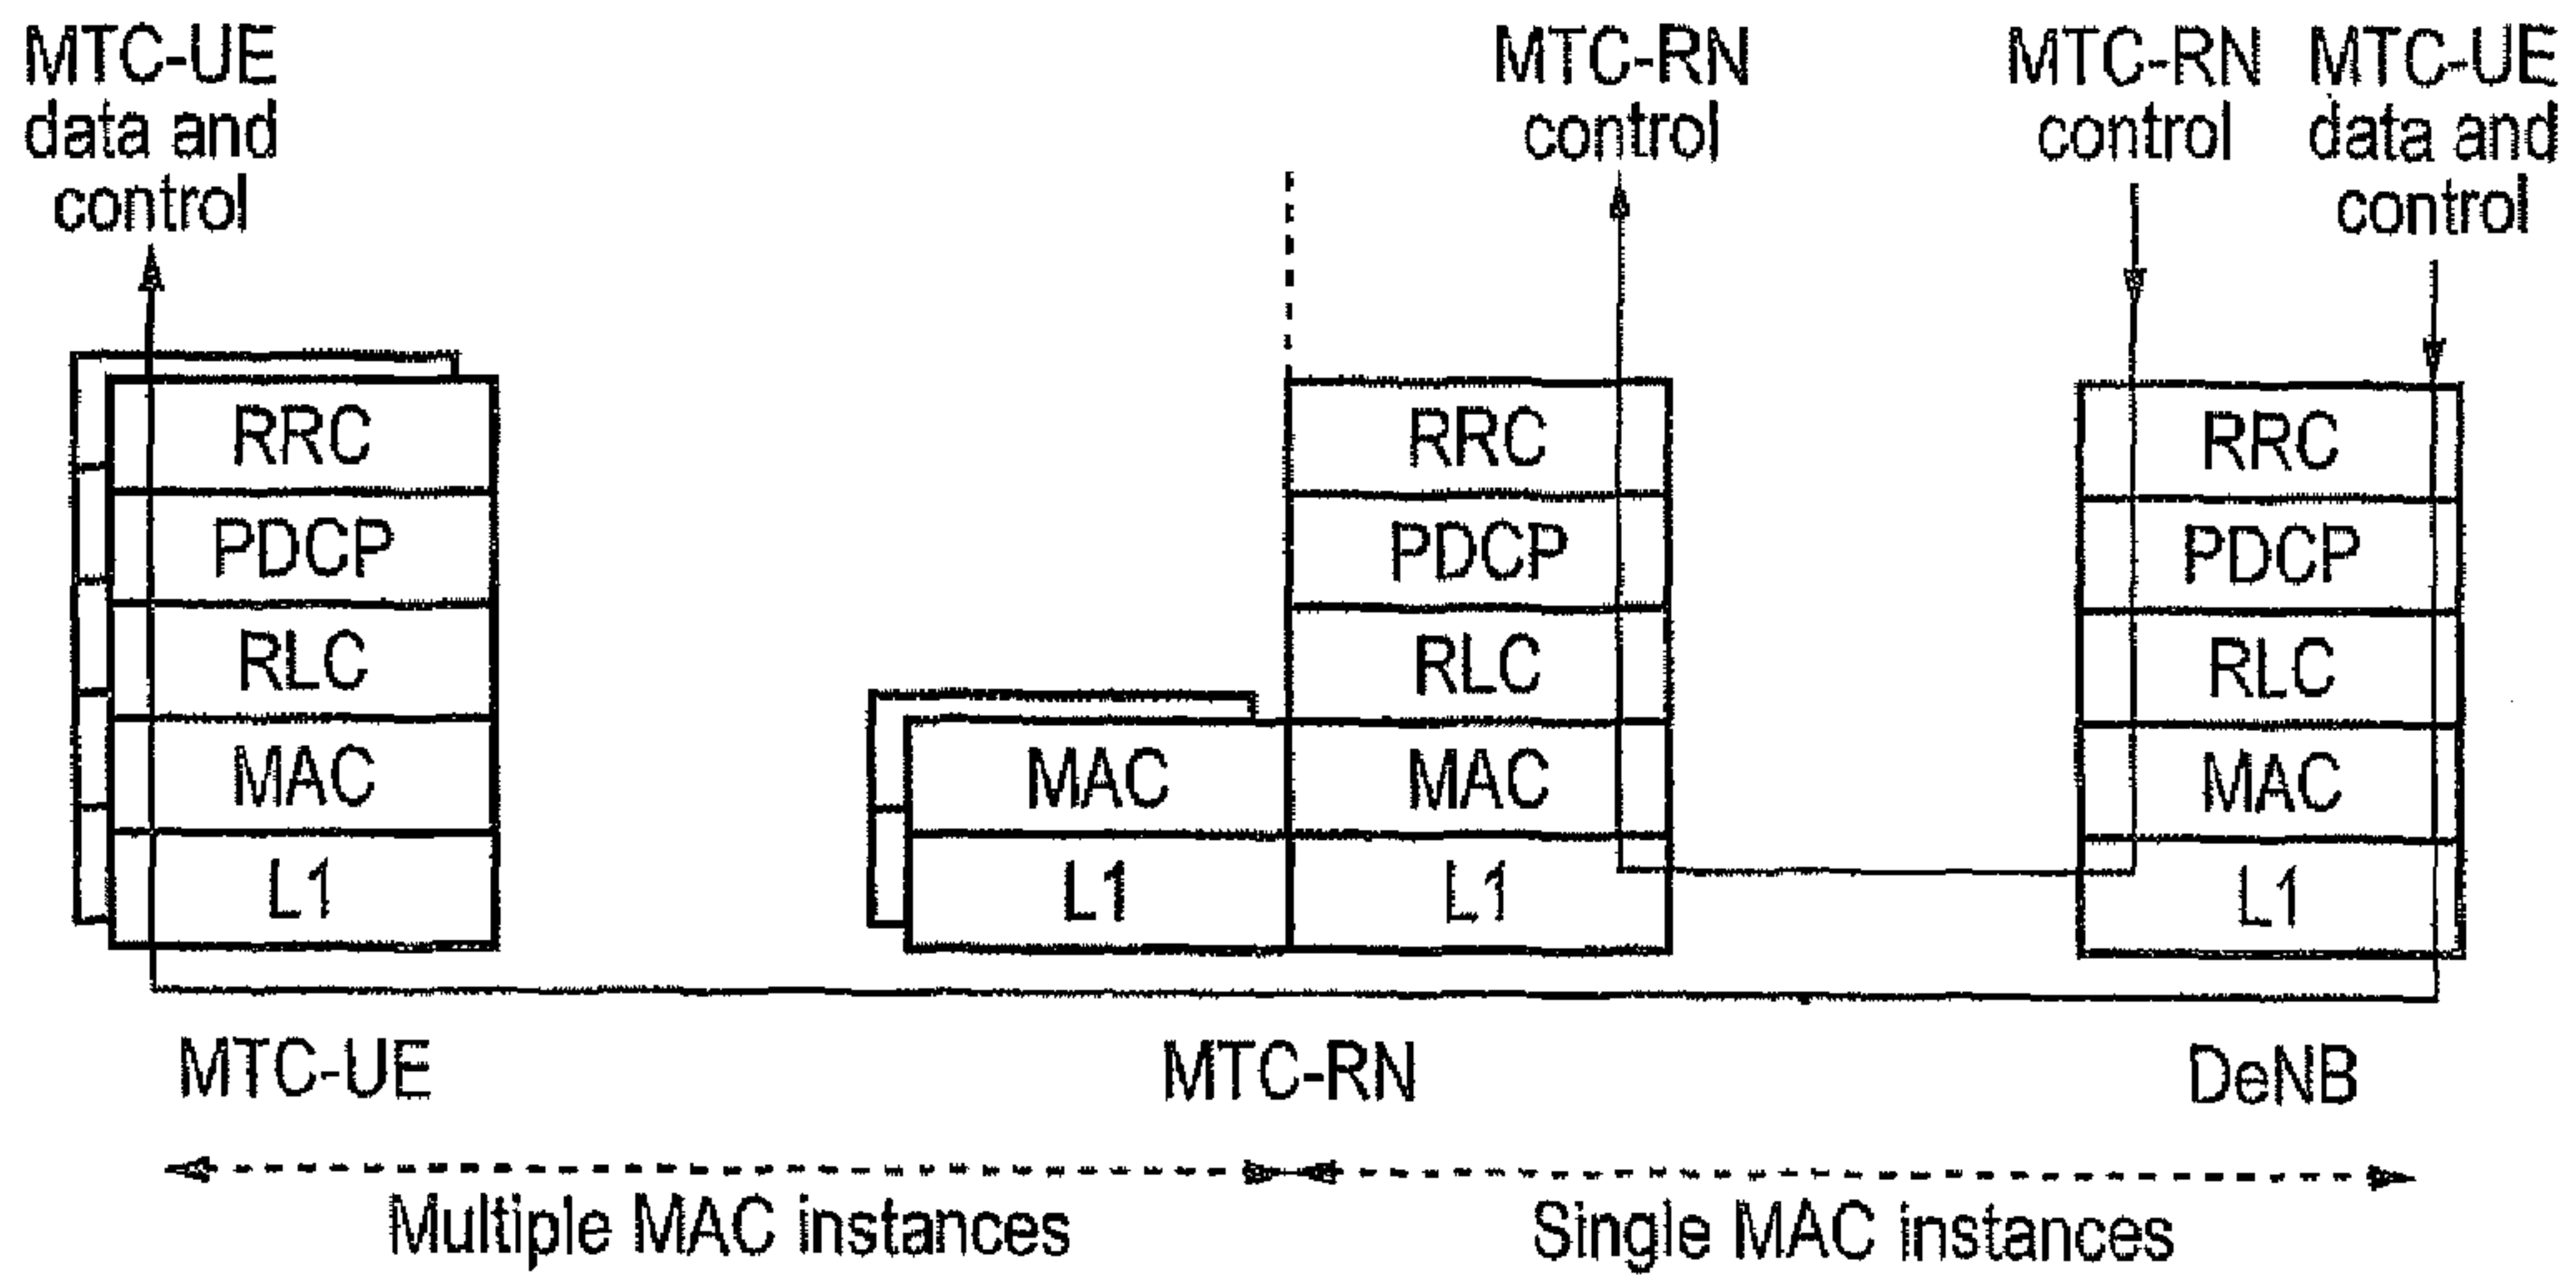 MTC-UE
data and
control
MTC-RN
control
MTC-RN
control
MTC-UE
data and
control
RRC
PDCP
RLC
MAC
L1
MAC
L1
RRC
PDCP
RLC
MAC
L1
RRC
PDCP
RLC
MAC
L1
MTC-UE
MTC-RN
DeNB
Multiple MAC instances
Single MAC instances